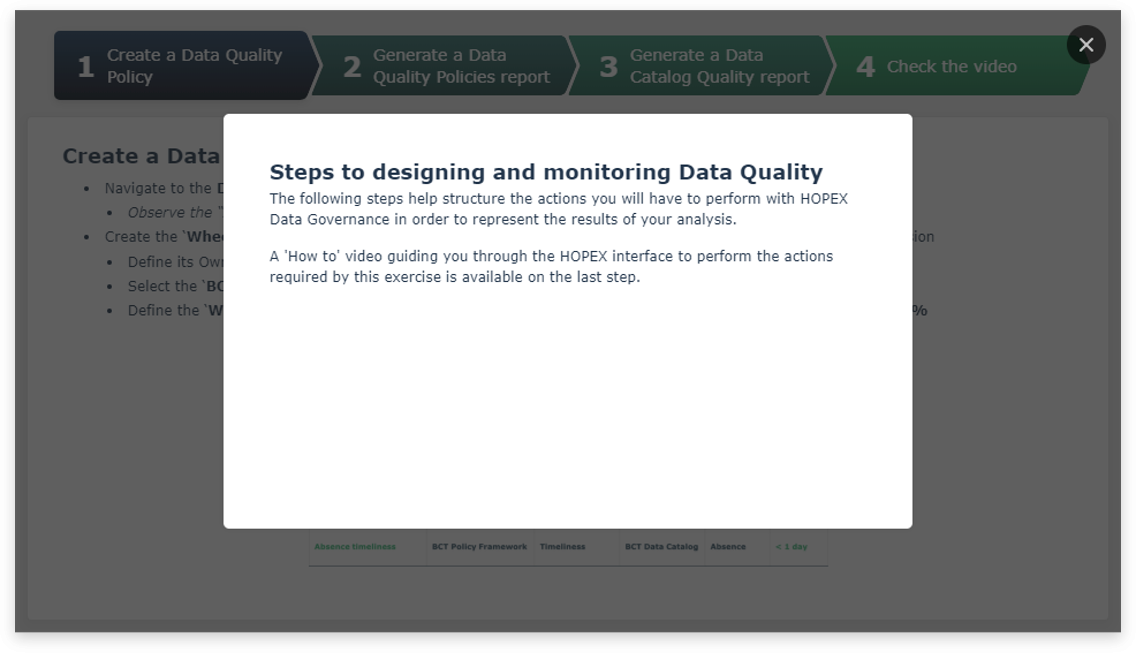 1 Create a Data Quality
Policy
2 Generate a Data
Quality Policies report
3 Generate a Data
Catalog Quality report
4 Check the video
Create a Data
• Navigate to the
• Observe the "
• Create the `Whe
sion
• Define its Own
• Select the `BC
• Define the `W
%
Steps to designing and monitoring Data Quality
The following steps help structure the actions you will have to perform with HOPEX
Data Governance in order to represent the results of your analysis.
A 'How to' video guiding you through the HOPEX interface to perform the actions
required by this exercise is available on the last step.
Absence timeliness BCT Policy Framework Timeliness BCT Data Catalog Absence < 1 day